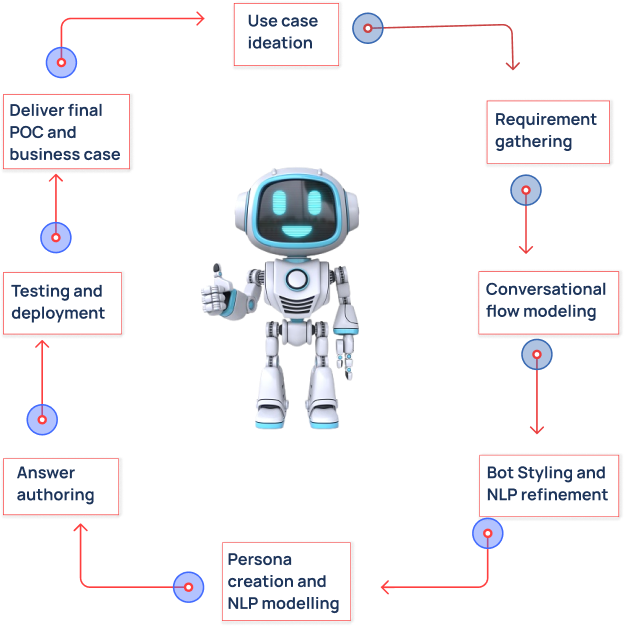 Use case
ideation
Requirement
gathering
Conversational
flow modeling
Bot Styling and
NLP refinement
Persona
creation and
NLP modelling
Answer
authoring
Testing and
deployment
Deliver final
POC and
business case